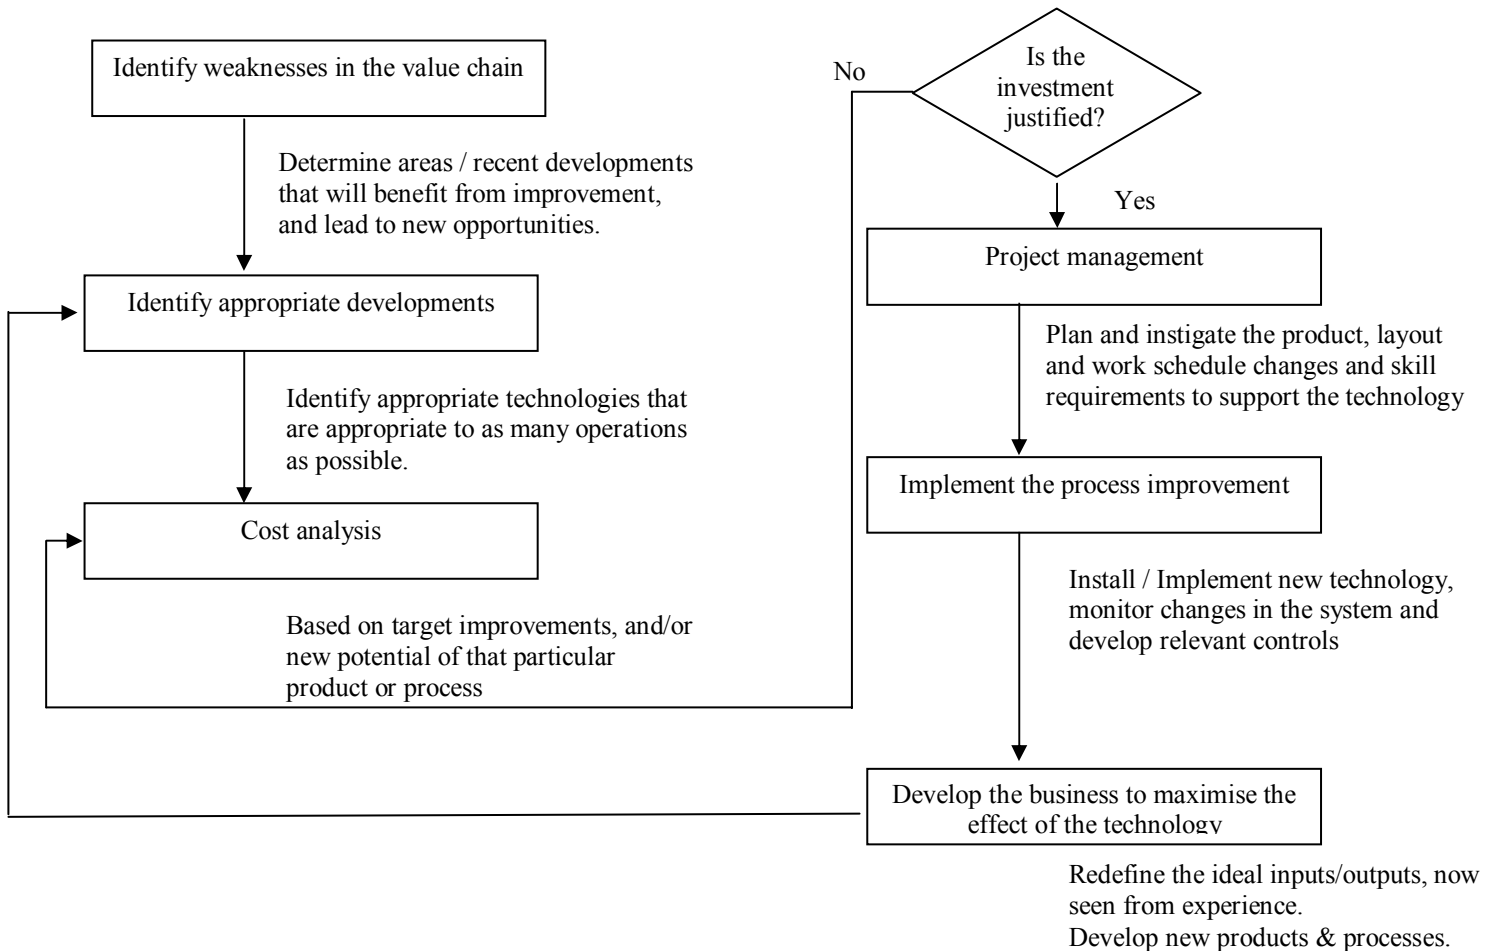 Identify weaknesses in the value chain
Determine areas / recent developments
that will benefit from improvement,
and lead to new opportunities.
Identify appropriate developments
Identify appropriate technologies that
are appropriate to as many operations
as possible.
Cost analysis
Based on target improvements, and/or
new potential of that particular
product or process
No
Is the
investment
justified?
Yes
Project management
Plan and instigate the product, layout
and work schedule changes and skill
requirements to support the technology
Implement the process improvement
Install / Implement new technology,
monitor changes in the system and
develop relevant controls
Develop the business to maximise the
effect of the technology
Redefine the ideal inputs/outputs, now
seen from experience.
Develop new products & processes.